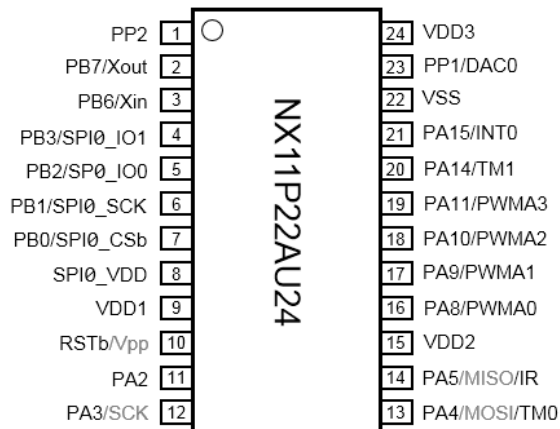 PP2 1
PB7/Xout 2
PB6/Xin 3
PB3/SPI0_IO1 4
PB2/SP0_IO0 5
PB1/SPI0_SCK 6
PB0/SPI0_CSb 7
SPI0_VDD 8
VDD1 9
RSTb/Vpp 10
PA2 11
PA3/SCK 12
NX11P22AU24
24 VDD3
23 PP1/DAC0
22 VSS
21 PA15/INT0
20 PA14/TM1
19 PA11/PWMA3
18 PA10/PWMA2
17 PA9/PWMA1
16 PA8/PWMA0
15 VDD2
14 PA5/MISO/IR
13 PA4/MOSI/TM0